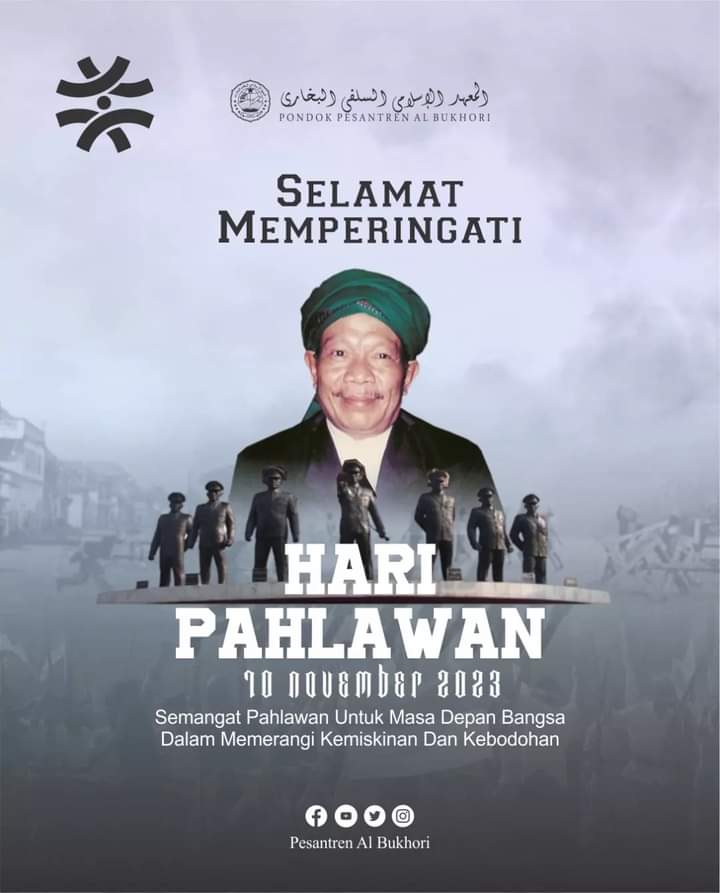 المعهد الإسلامي السلفي البخاري
PONDOK PESANTREN AL BUKHORI
SELAMAT
MEMPERINGATI
HARI
PAHLAWAN
10 november 2023
Semangat Pahlawan Untuk Masa Depan Bangsa
Dalam Memerangi Kemiskinan Dan Kebodohan
Pesantren Al Bukhori